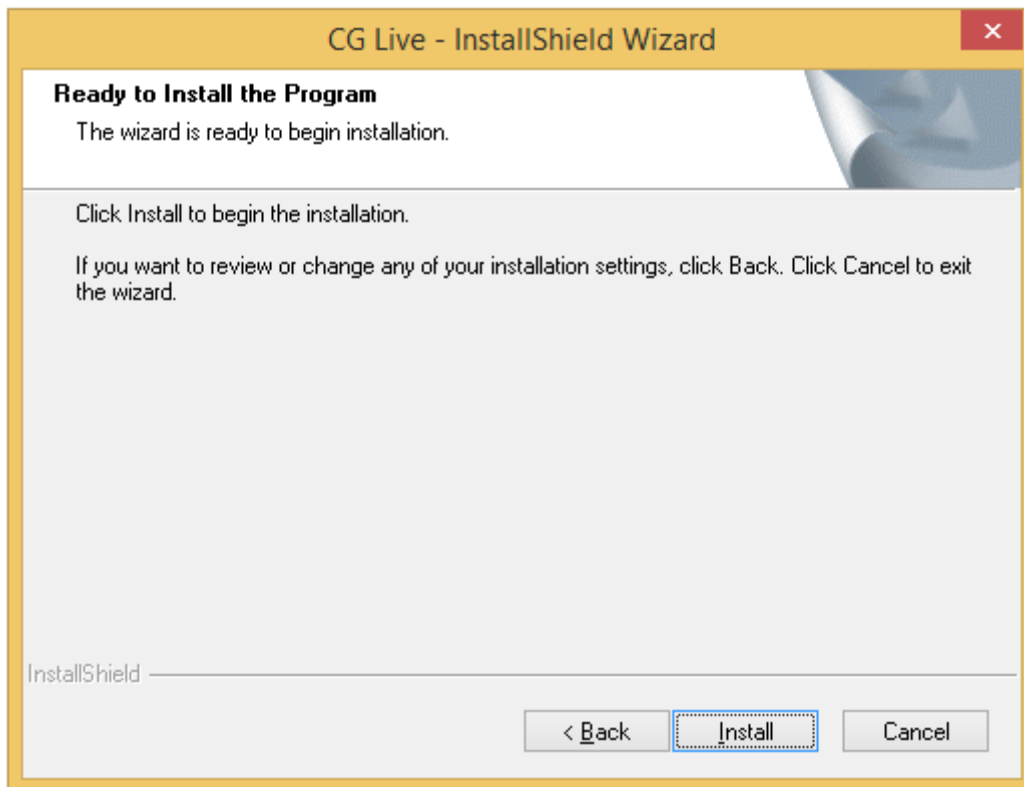 CG Live - InstallShield Wizard
Ready to Install the Program
The wizard is ready to begin installation.
Click Install to begin the installation.
If you want to review or change any of your installation settings, click Back. Click Cancel to exit
the wizard.
InstallShield
< Back Install Cancel